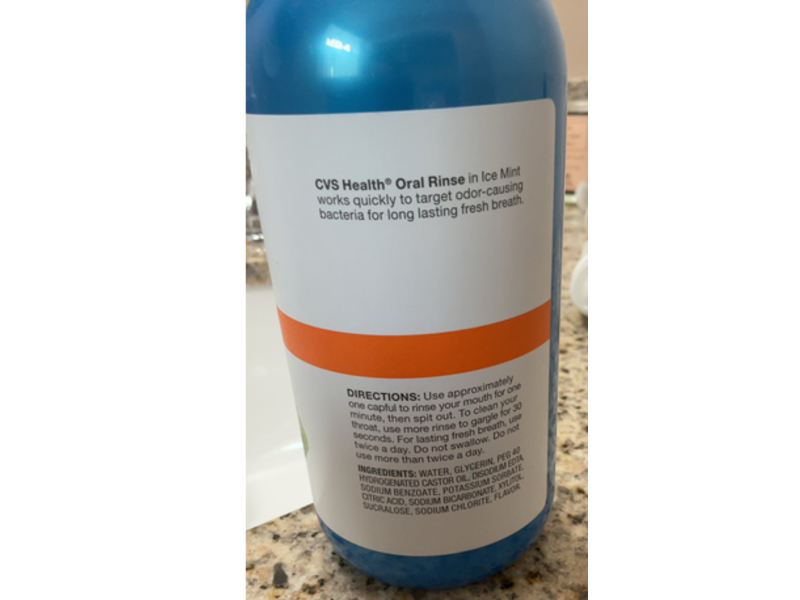 CVS Health® Oral Rinse in Ice Mint
works quickly to target odor-causing
bacteria for long lasting fresh breath.
DIRECTIONS: Use approximately
one capful to rinse your mouth for one
minute, then spit out. To clean your
throat, use more rinse to gargle for 30
seconds. For lasting fresh breath, use
twice a day. Do not swallow. Do not
use more than twice a day.
INGREDIENTS: WATER, GLYCERIN, PEG 40
HYDROGENATED CASTOR OIL, DISODIUM EDTA,
SODIUM BENZOATE, POTASSIUM SORBATE,
CITRIC ACID, SODIUM BICARBONATE, XYLITOL,
SUCRALOSE, SODIUM CHLORITE, FLAVOR.